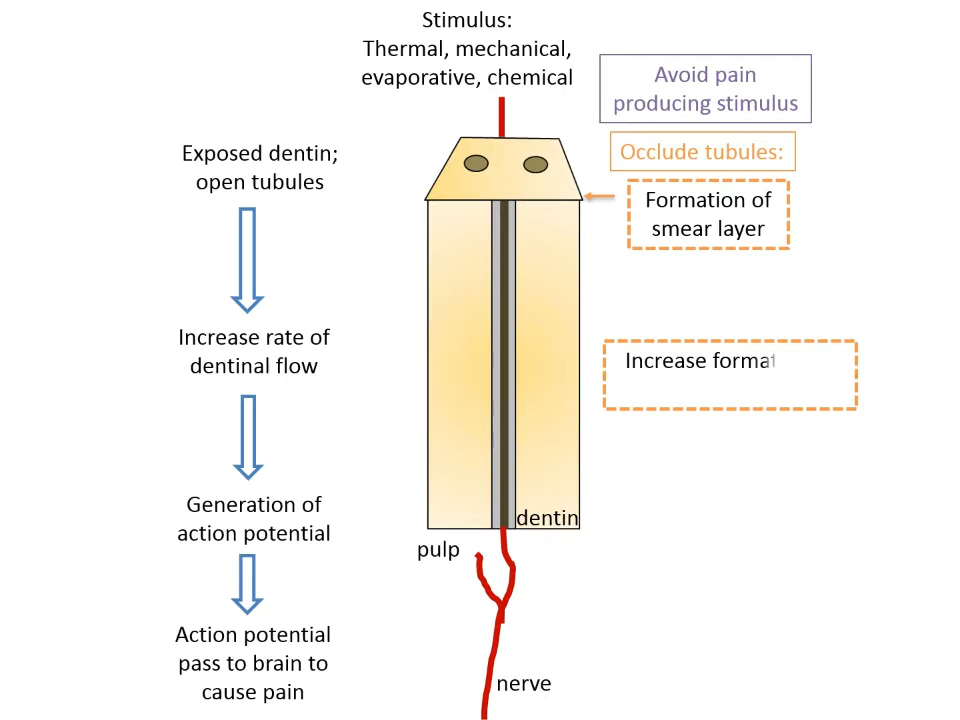 Stimulus:
Thermal, mechanical,
evaporative, chemical
Avoid pain
producing stimulus
Exposed dentin;
open tubules
Occlude tubules:
Formation of
smear layer
Increase rate of
dentinal flow
Increase format
Generation of
action potential
dentin
pulp
Action potential
pass to brain to
cause pain
nerve